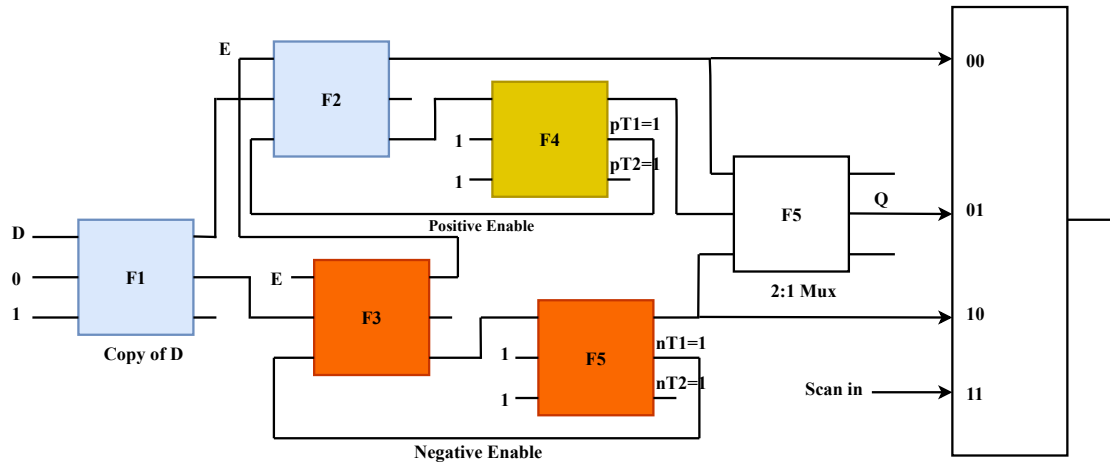 E
F2
00
F4
pT1=1
1
pT2=1
1
F5
Q
01
Positive Enable
D
F1
0
1
Copy of D
E
F3
2:1 Mux
10
F5
nT1=1
1
nT2=1
1
Scan in
11
Negative Enable